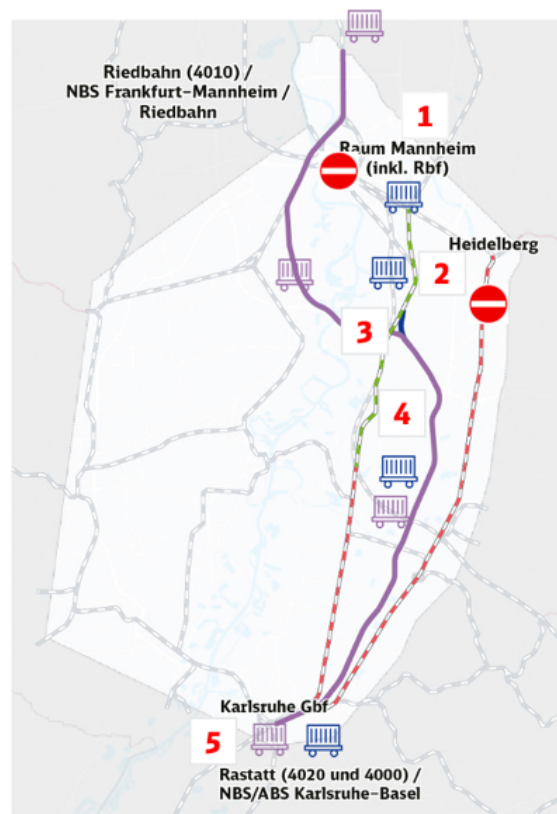 Riedbahn (4010) /
NBS Frankfurt–Mannheim /
Riedbahn
1
Raum Mannheim
(inkl. Rbf)
Heidelberg
2
3
4
Karlsruhe Gbf
5
Rastatt (4020 und 4000) /
NBS/ABS Karlsruhe–Basel